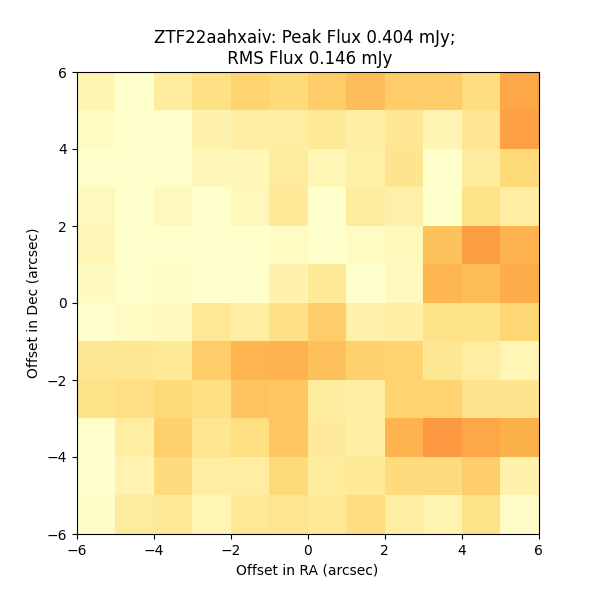 ZTF22aahxaiv: Peak Flux 0.404 mJy;
RMS Flux 0.146 mJy
6
4
2
0
−2
−4
−6
Offset in Dec (arcsec)
−6 −4 −2 0 2 4 6
Offset in RA (arcsec)